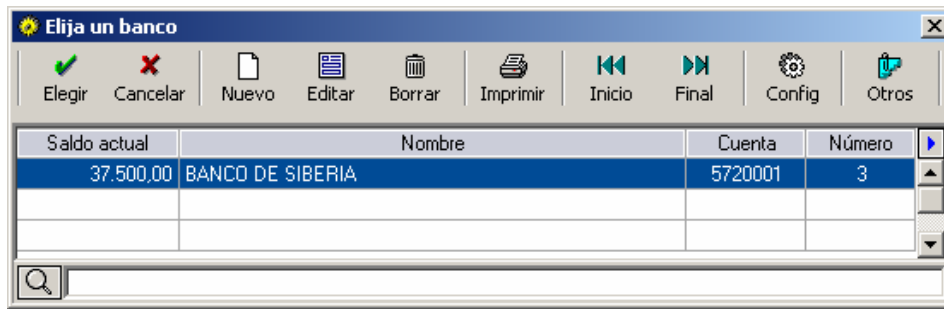 Elija un banco
Elegir Cancelar Nuevo Editar Borrar Imprimir Inicio Final Config Otros
Saldo actual Nombre Cuenta Número
37.500,00 BANCO DE SIBERIA 5720001 3